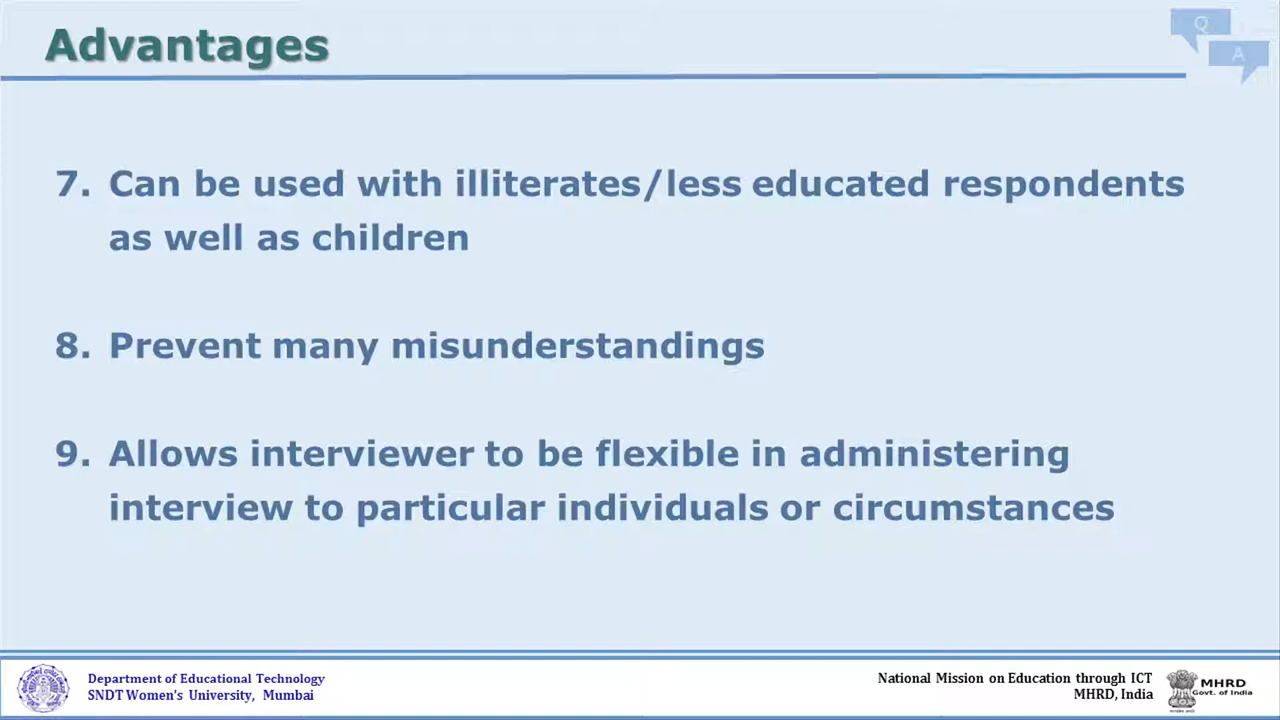 Advantages
Q
A
7. Can be used with illiterates/less educated respondents
as well as children
8. Prevent many misunderstandings
9. Allows interviewer to be flexible in administering
interview to particular individuals or circumstances
Department of Educational Technology
SNDT Women's University, Mumbai
National Mission on Education through ICT
MHRD, India
MHRD
Govt. of India